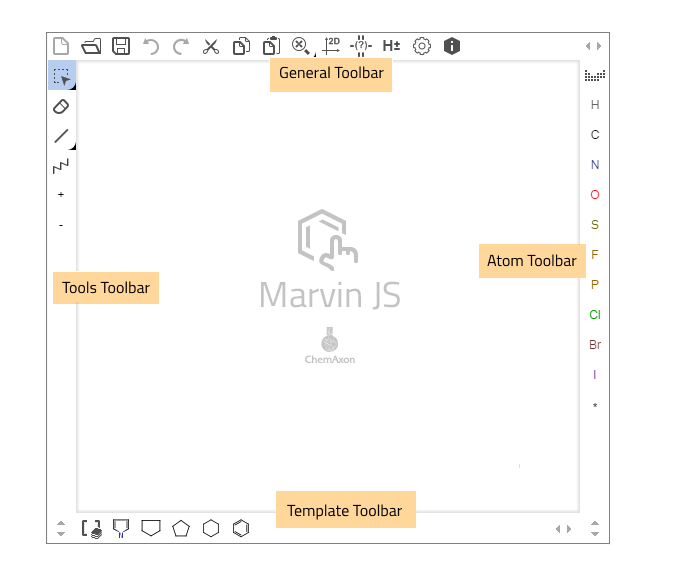 2D
(?)
H±
i
General Toolbar
H
C
N
O
S
F
P
Cl
Br
I
*
+
-
Atom Toolbar
Tools Toolbar
Marvin JS
ChemAxon
Template Toolbar
N